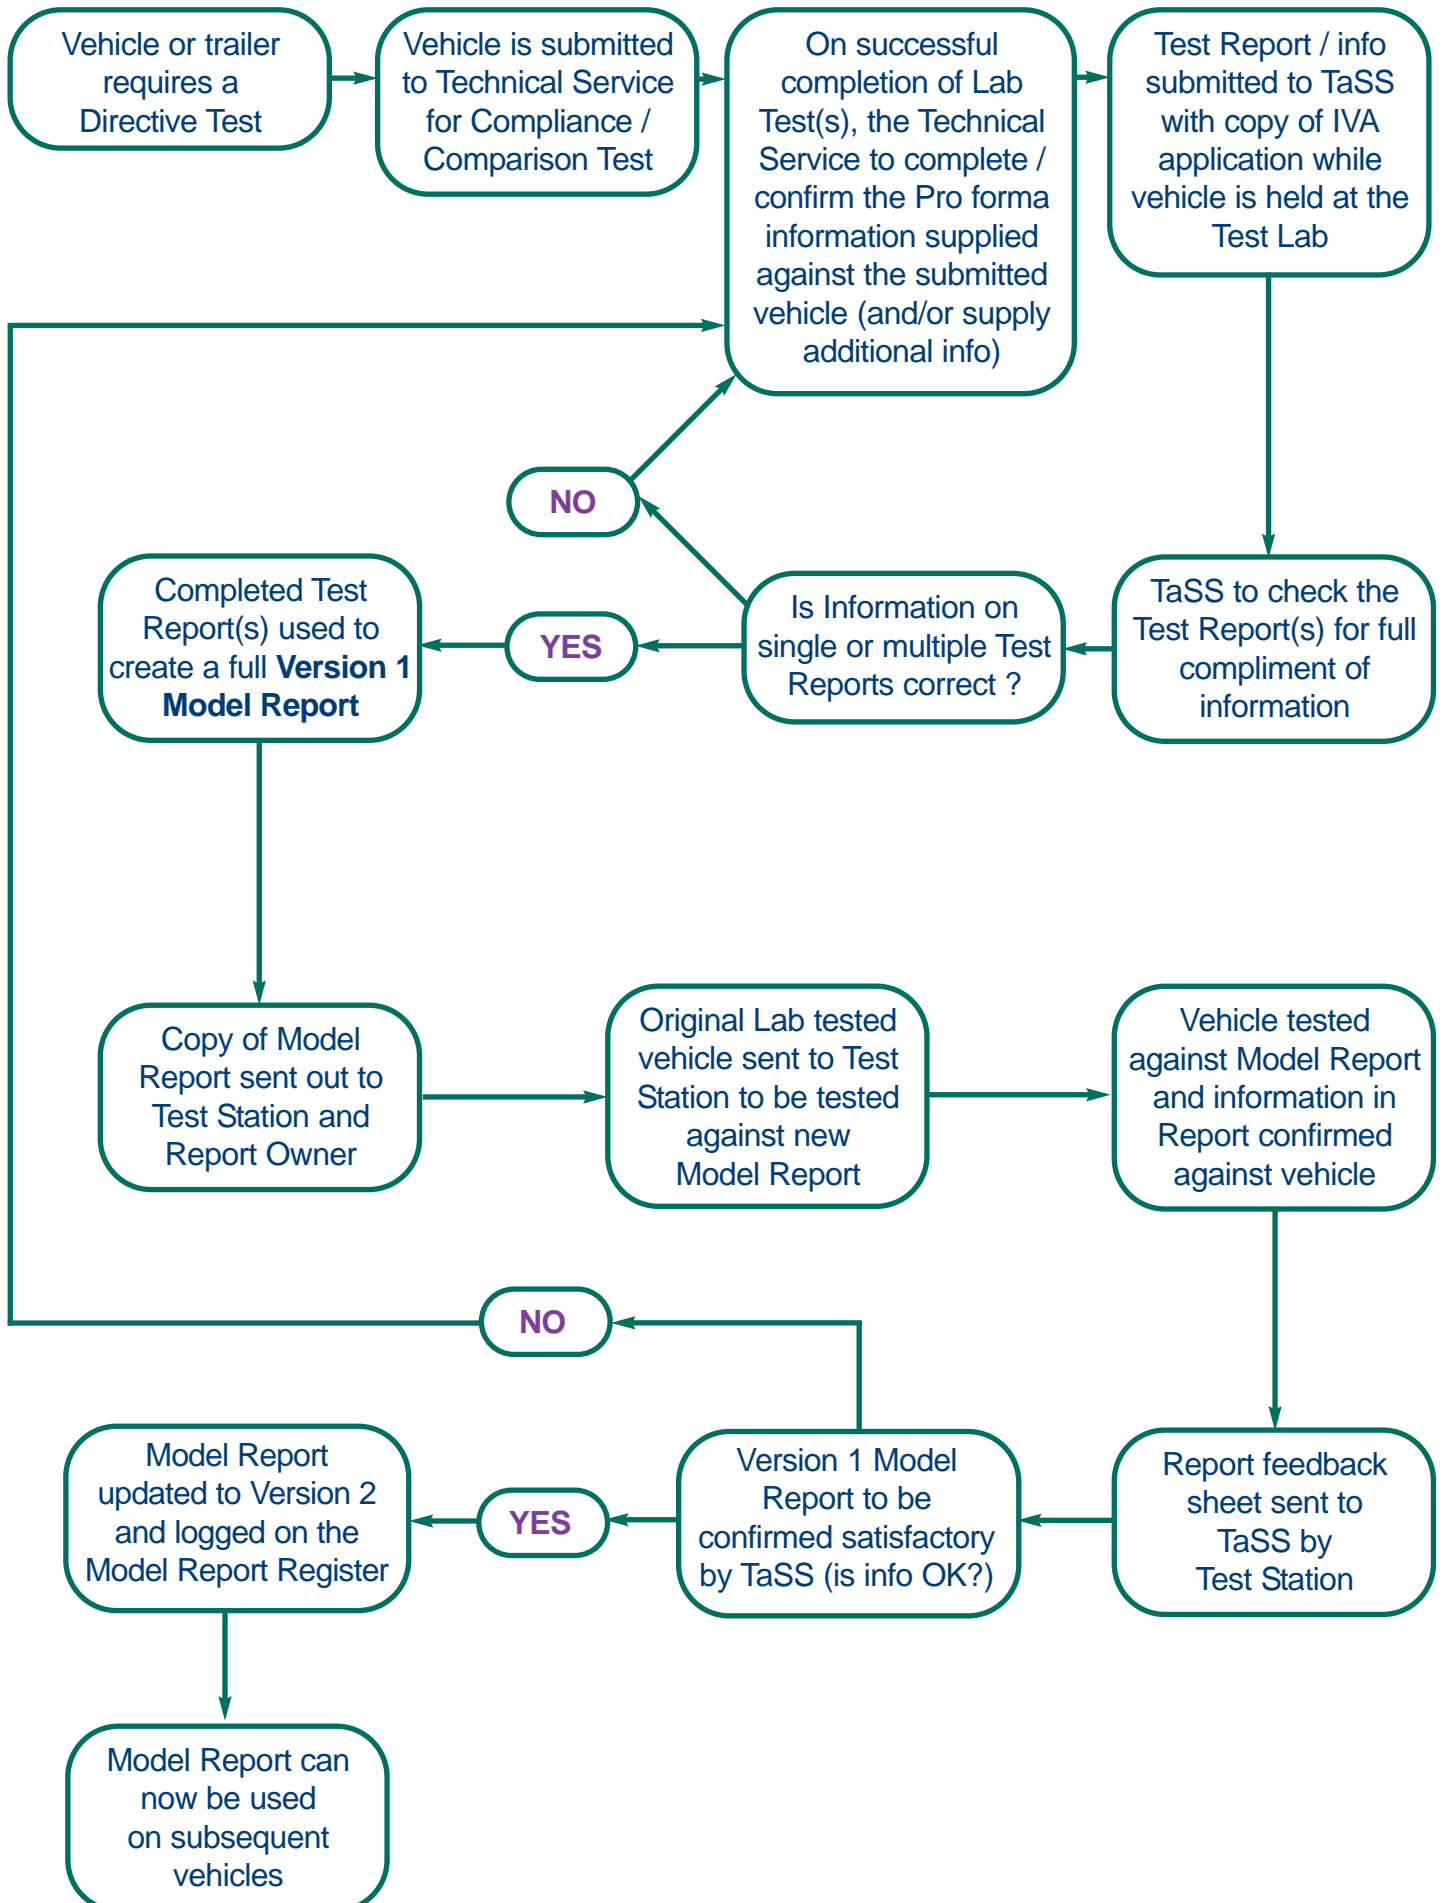 Vehicle or trailer
requires a
Directive Test
Vehicle is submitted
to Technical Service
for Compliance /
Comparison Test
On successful
completion of Lab
Test(s), the Technical
Service to complete /
confirm the Pro forma
information supplied
against the submitted
vehicle (and/or supply
additional info)
Test Report / info
submitted to TaSS
with copy of IVA
application while
vehicle is held at the
Test Lab
TaSS to check the
Test Report(s) for full
compliment of
information
Is Information on
single or multiple Test
Reports correct ?
NO
YES
Completed Test
Report(s) used to
create a full Version 1
Model Report
Copy of Model
Report sent out to
Test Station and
Report Owner
Original Lab tested
vehicle sent to Test
Station to be tested
against new
Model Report
Vehicle tested
against Model Report
and information in
Report confirmed
against vehicle
Report feedback
sheet sent to
TaSS by
Test Station
Version 1 Model
Report to be
confirmed satisfactory
by TaSS (is info OK?)
NO
YES
Model Report
updated to Version 2
and logged on the
Model Report Register
Model Report can
now be used
on subsequent
vehicles